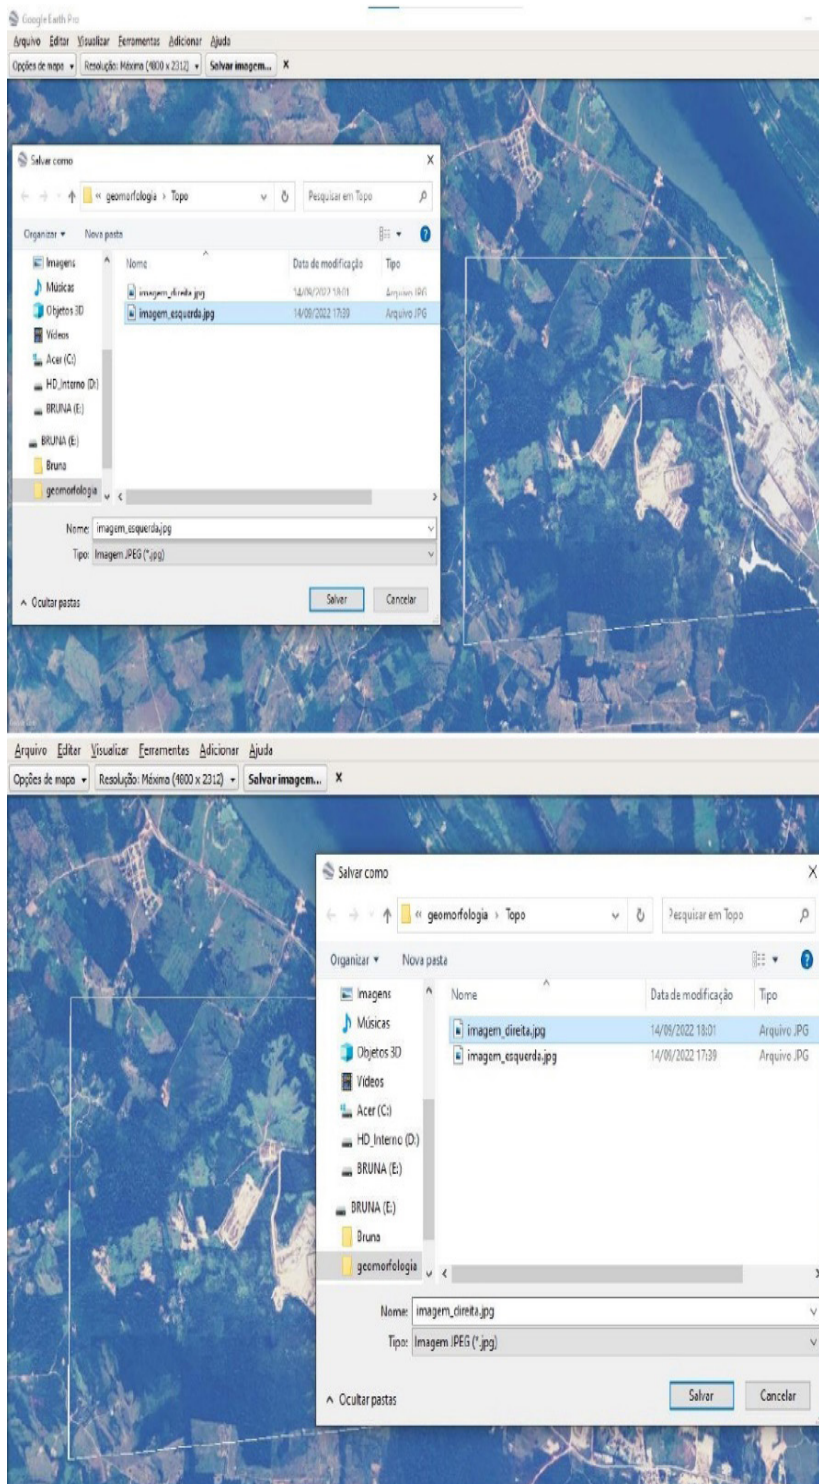 Google Earth Pro
Arquivo Editar Visualizar Ferramentas Adicionar Ajuda
Opções de mapa Resolução: Máxima (4800 x 2312) Salvar imagem... X
Salvar como X
« geomorfologia > Topo Pesquisar em Topo
Organizar Nova pasta ?
Nome Data de modificação Tipo
Imagens
Músicas
Objetos 3D
Vídeos
Acer (C:)
HD_Interno (D:)
BRUNA (E:)
BRUNA (E:)
Bruna
geomorfologia
imagem_direita.jpg 14/09/2022 18:01 Arquivo JPG
imagem_esquerda.jpg 14/09/2022 17:39 Arquivo JPG
Nome: imagem_esquerda.jpg
Tipo: Imagem JPEG (*.jpg)
Ocultar pastas Salvar Cancelar
Arquivo Editar Visualizar Ferramentas Adicionar Ajuda
Opções de mapa Resolução: Máxima (4800 x 2312) Salvar imagem... X
Salvar como X
« geomorfologia > Topo Pesquisar em Topo
Organizar Nova pasta ?
Nome Data de modificação Tipo
Imagens
Músicas
Objetos 3D
Vídeos
Acer (C:)
HD_Interno (D:)
BRUNA (E:)
BRUNA (E:)
Bruna
geomorfologia
imagem_direita.jpg 14/09/2022 18:01 Arquivo JPG
imagem_esquerda.jpg 14/09/2022 17:39 Arquivo JPG
Nome: imagem_direita.jpg
Tipo: Imagem JPEG (*.jpg)
Ocultar pastas Salvar Cancelar